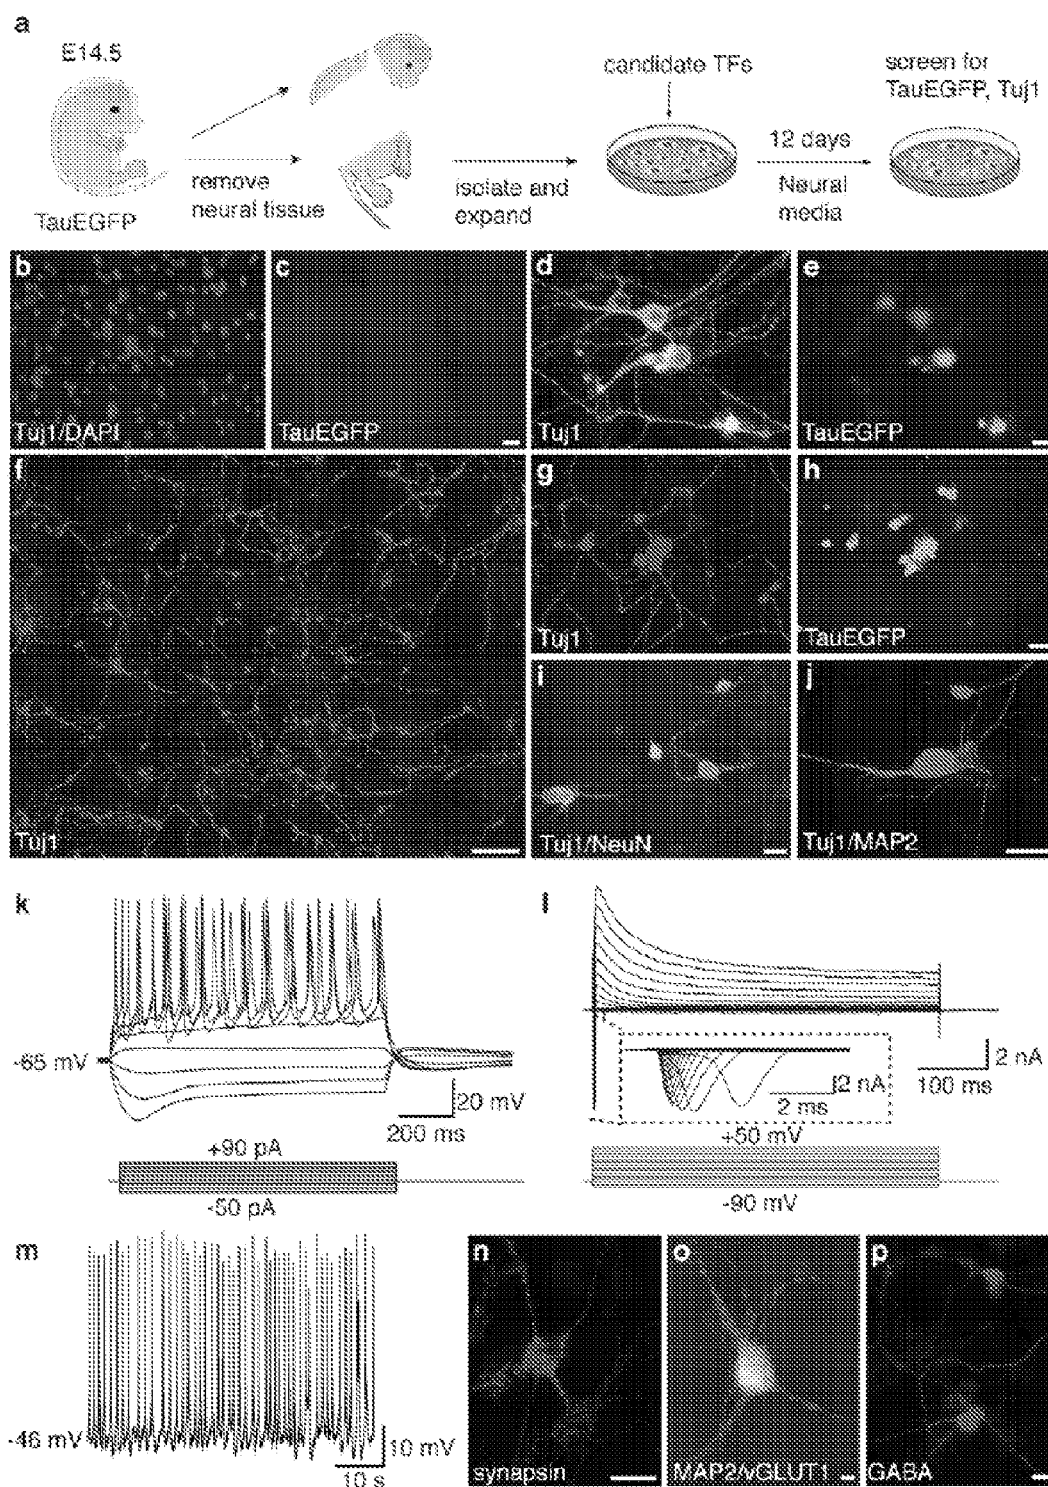 a
E14.5
TauEGFP
remove
neural tissue
isolate and
expand
candidate TFs
12 days
Neural
media
screen for
TauEGFP, Tuj1
b
Tuj1/DAPI
c
TauEGFP
d
Tuj1
e
TauEGFP
f
Tuj1
g
Tuj1
h
TauEGFP
i
Tuj1/NeuN
j
Tuj1/MAP2
k
-65 mV
20 mV
200 ms
+90 pA
-50 pA
l
2 nA
100 ms
2 nA
2 ms
+50 mV
-90 mV
m
-46 mV
10 mV
10 s
n
synapsin
o
MAP2/vGLUT1
p
GABA